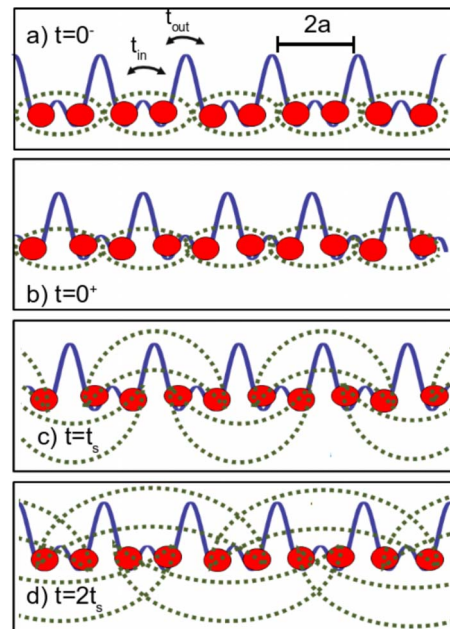 a) t=0⁻
t_in
t_out
2a
b) t=0⁺
c) t=t_s
d) t=2t_s